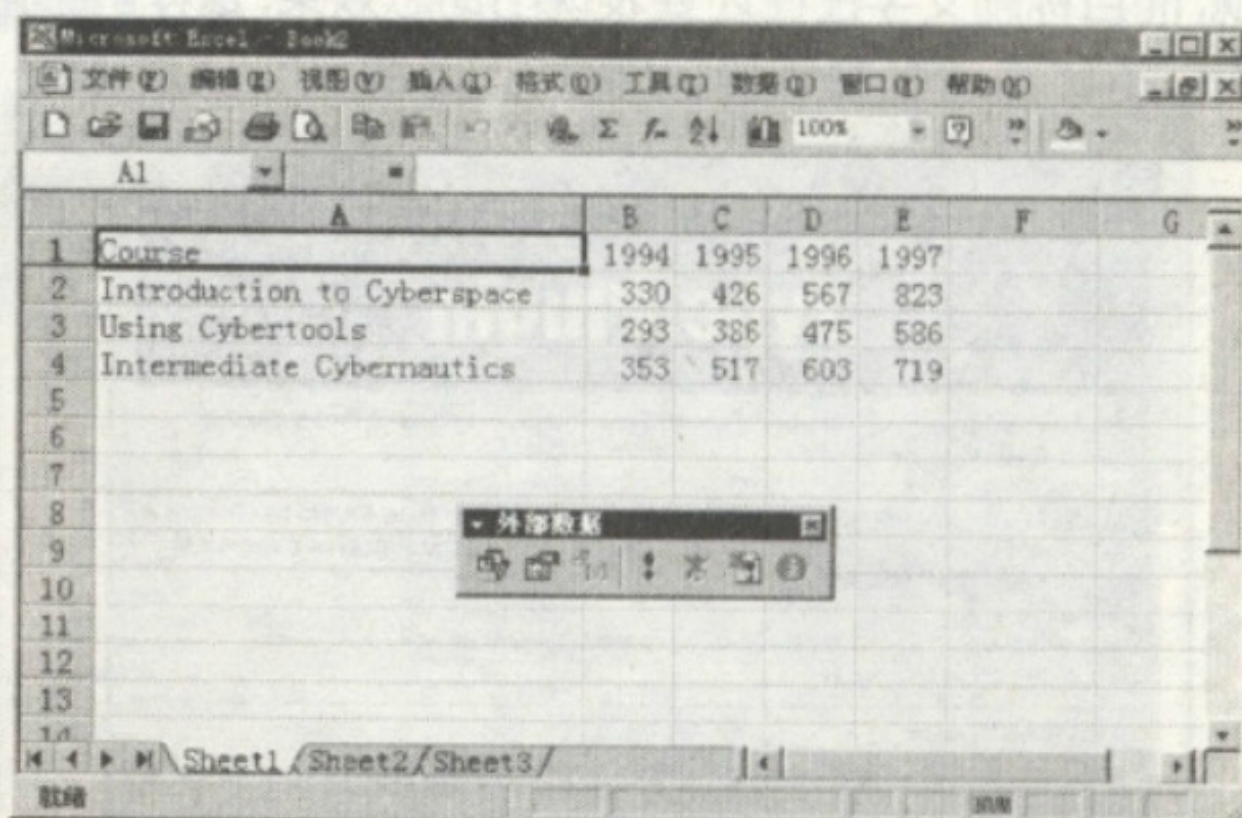 Microsoft Excel - Book2
文件(F) 编辑(E) 视图(V) 插入(I) 格式(O) 工具(T) 数据(D) 窗口(W) 帮助(H)
100%
A1 =
A B C D E F G
1 Course 1994 1995 1996 1997
2 Introduction to Cyberspace 330 426 567 823
3 Using Cybertools 293 386 475 586
4 Intermediate Cybernautics 353 517 603 719
5
6
7
8
外部数据
9
10
11
12
13
14
Sheet1 Sheet2 Sheet3
就绪